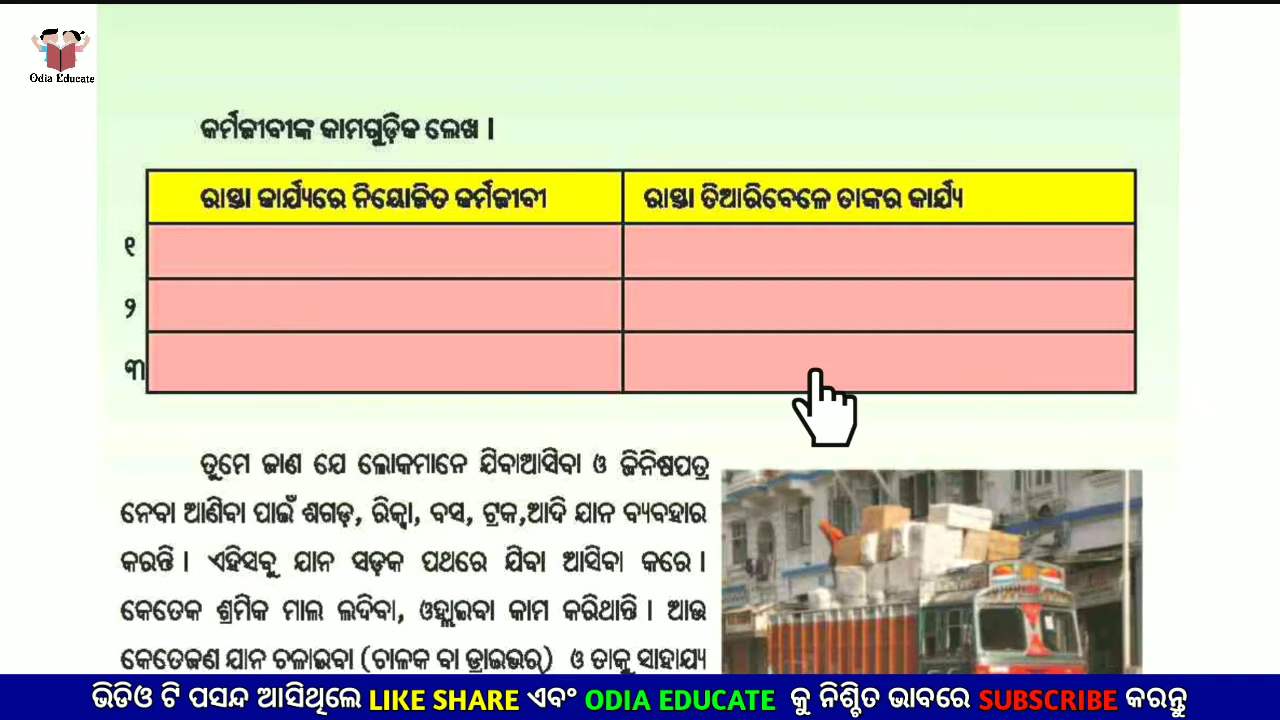 Odia Educate
କର୍ମଜୀବୀଙ୍କ କାମଗୁଡ଼ିକ ଲେଖ ।
ରାସ୍ତା କାର୍ଯ୍ୟରେ ନିୟୋଜିତ କର୍ମଜୀବୀ ରାସ୍ତା ତିଆରିବେଳେ ତାଙ୍କର କାର୍ଯ୍ୟ
୧
୨
୩
ତୁମେ ଜାଣ ଯେ ଲୋକମାନେ ଯିବାଆସିବା ଓ ଜିନିଷପତ୍ର
ନେବା ଆଣିବା ପାଇଁ ଶଗଡ଼, ରିକ୍ସା, ବସ, ଟ୍ରକ,ଆଦି ଯାନ ବ୍ୟବହାର
କରନ୍ତି । ଏହିସବୁ ଯାନ ସଡ଼କ ପଥରେ ଯିବା ଆସିବା କରେ ।
କେତେକ ଶ୍ରମିକ ମାଲ ଲଦିବା, ଓହ୍ଲାଇବା କାମ କରିଥାନ୍ତି । ଆଉ
କେତେଜଣ ଯାନ ଚଳାଇବା (ଚାଳକ ବା ଡ୍ରାଇଭର୍) ଓ ତାକୁ ସାହାଯ୍ୟ
ଭିଡିଓ ଟି ପସନ୍ଦ ଆସିଥିଲେ LIKE SHARE ଏବଂ ODIA EDUCATE କୁ ନିଶ୍ଚିତ ଭାବରେ SUBSCRIBE କରନ୍ତୁ